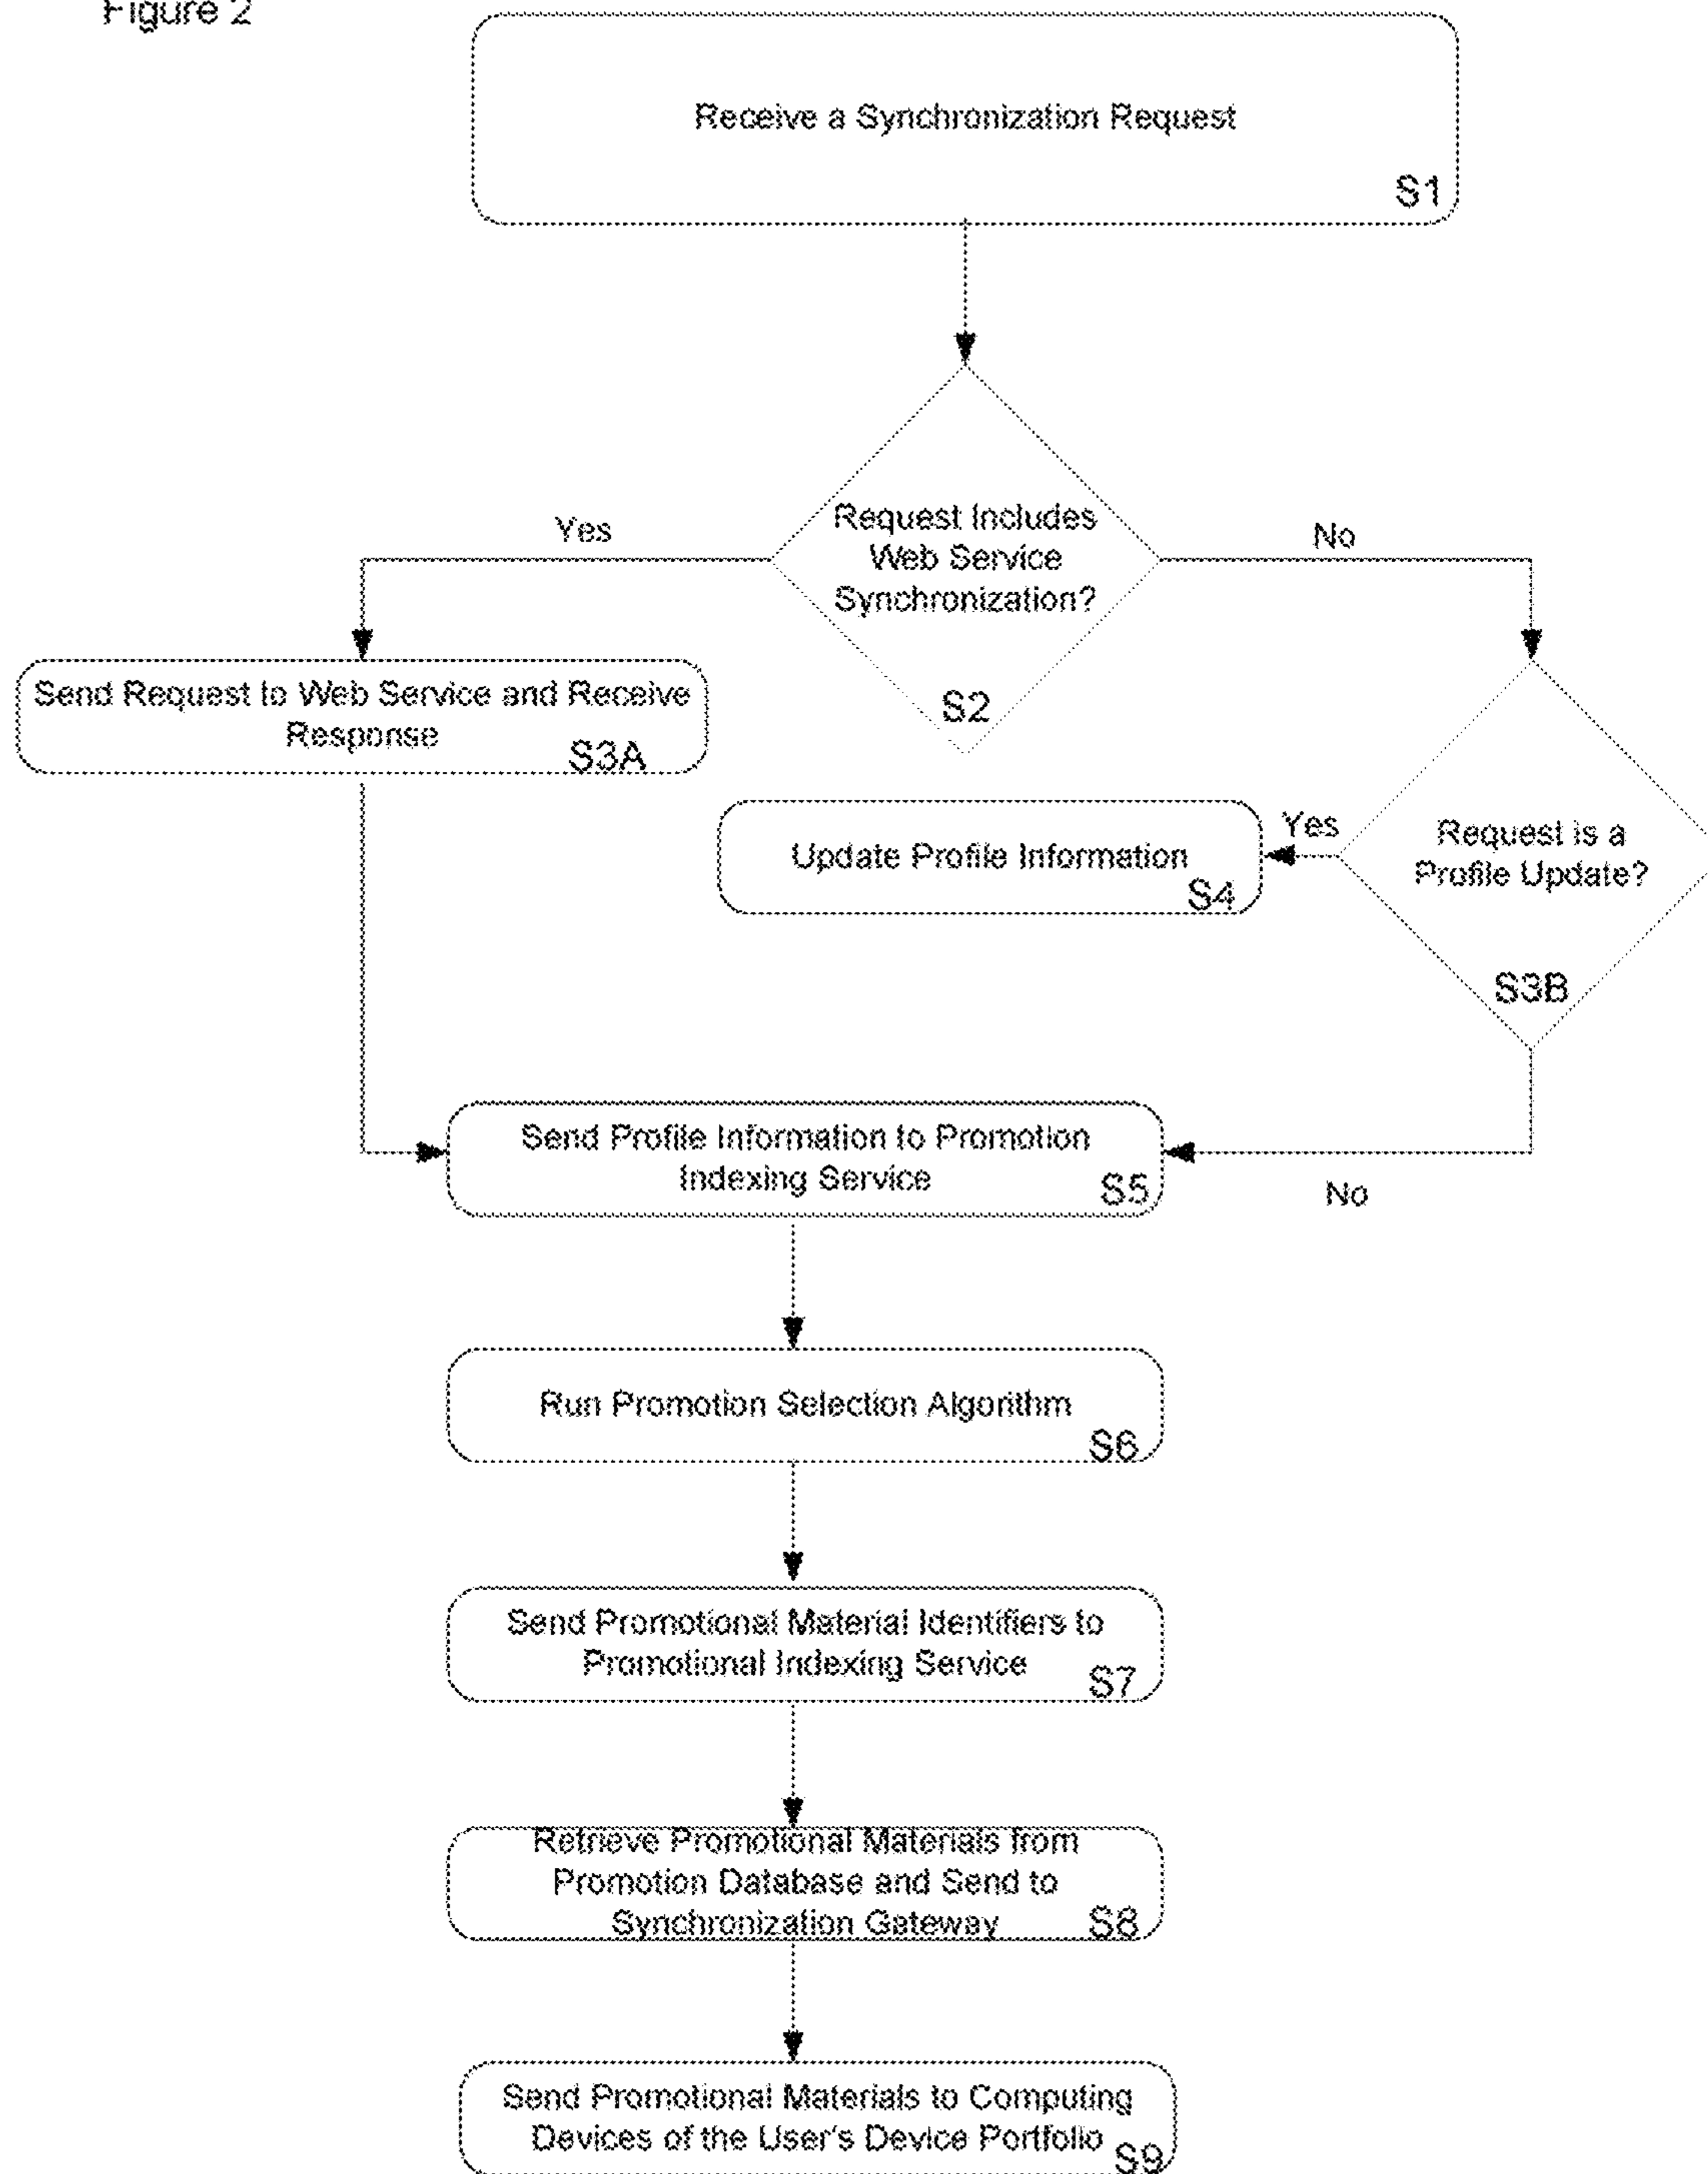 Figure 2
Receive a Synchronization Request
S1
Request Includes
Web Service
Synchronization?
S2
Yes
No
Send Request to Web Service and Receive
Response
S3A
Update Profile Information
S4
Yes
Request is a
Profile Update?
S3B
Send Profile Information to Promotion
Indexing Service
S5
No
Run Promotion Selection Algorithm
S6
Send Promotional Material Identifiers to
Promotional Indexing Service
S7
Retrieve Promotional Materials from
Promotion Database and Send to
Synchronization Gateway
S8
Send Promotional Materials to Computing
Devices of the User's Device Portfolio
S9